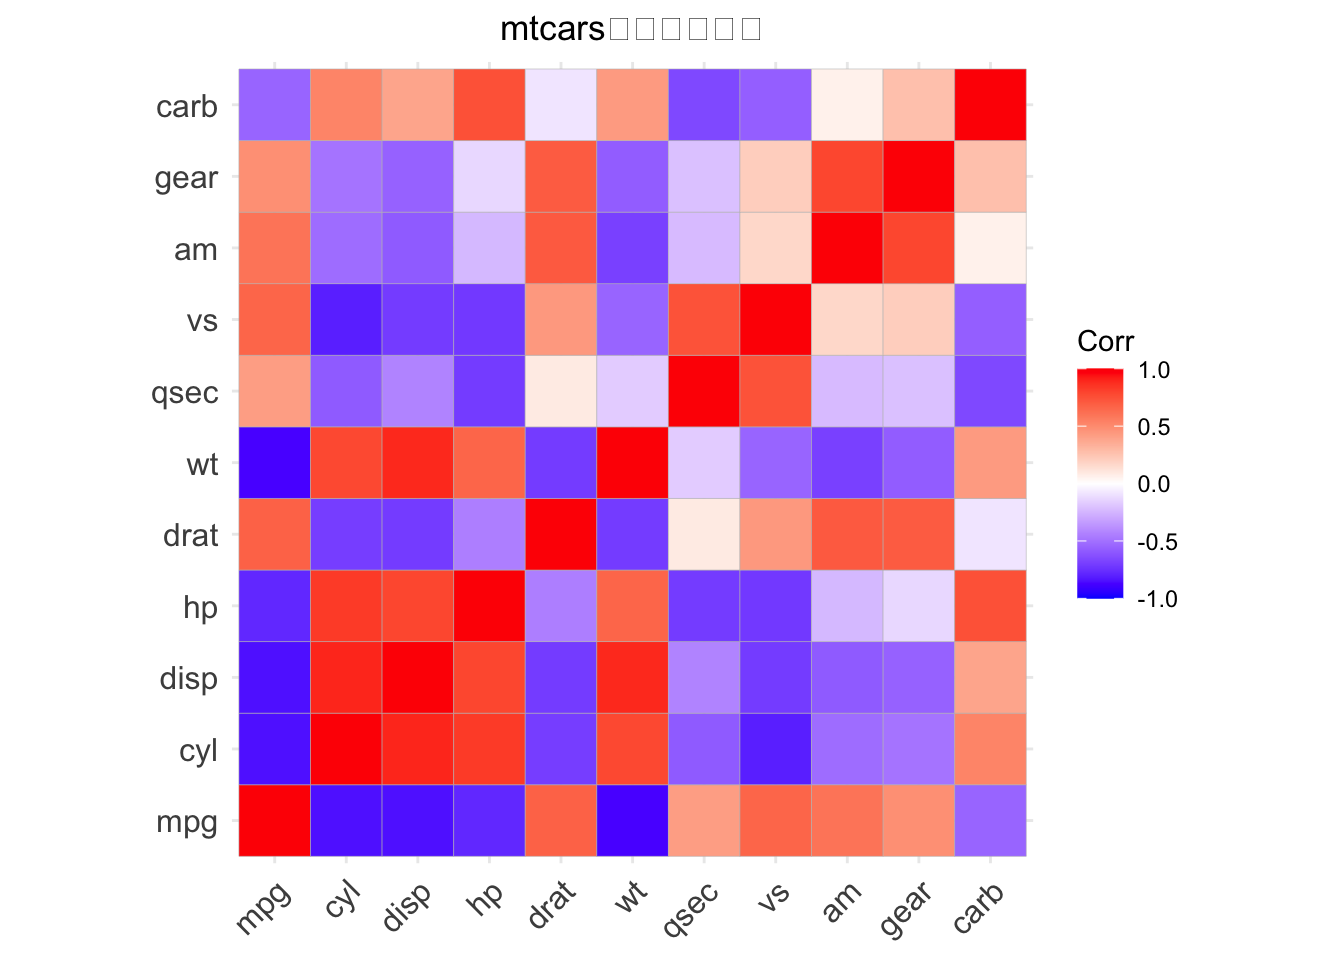 mtcars
carb
gear
am
vs
qsec
wt
drat
hp
disp
cyl
mpg
mpg cyl disp hp drat wt qsec vs am gear carb
Corr
1.0
0.5
0.0
-0.5
-1.0